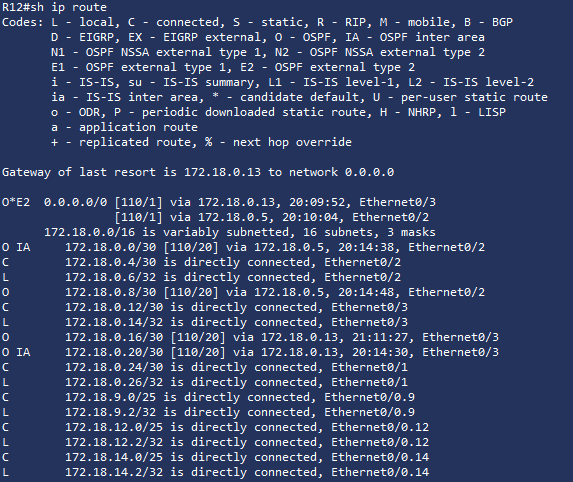 R12#sh ip route
Codes: L - local, C - connected, S - static, R - RIP, M - mobile, B - BGP
       D - EIGRP, EX - EIGRP external, O - OSPF, IA - OSPF inter area
       N1 - OSPF NSSA external type 1, N2 - OSPF NSSA external type 2
       E1 - OSPF external type 1, E2 - OSPF external type 2
       i - IS-IS, su - IS-IS summary, L1 - IS-IS level-1, L2 - IS-IS level-2
       ia - IS-IS inter area, * - candidate default, U - per-user static route
       o - ODR, P - periodic downloaded static route, H - NHRP, l - LISP
       a - application route
       + - replicated route, % - next hop override
Gateway of last resort is 172.18.0.13 to network 0.0.0.0
O*E2  0.0.0.0/0 [110/1] via 172.18.0.13, 20:09:52, Ethernet0/3
                [110/1] via 172.18.0.5, 20:10:04, Ethernet0/2
      172.18.0.0/16 is variably subnetted, 16 subnets, 3 masks
O IA     172.18.0.0/30 [110/20] via 172.18.0.5, 20:14:38, Ethernet0/2
C        172.18.0.4/30 is directly connected, Ethernet0/2
L        172.18.0.6/32 is directly connected, Ethernet0/2
O        172.18.0.8/30 [110/20] via 172.18.0.5, 20:14:48, Ethernet0/2
C        172.18.0.12/30 is directly connected, Ethernet0/3
L        172.18.0.14/32 is directly connected, Ethernet0/3
O        172.18.0.16/30 [110/20] via 172.18.0.13, 21:11:27, Ethernet0/3
O IA     172.18.0.20/30 [110/20] via 172.18.0.13, 20:14:30, Ethernet0/3
C        172.18.0.24/30 is directly connected, Ethernet0/1
L        172.18.0.26/32 is directly connected, Ethernet0/1
C        172.18.9.0/25 is directly connected, Ethernet0/0.9
L        172.18.9.2/32 is directly connected, Ethernet0/0.9
C        172.18.12.0/25 is directly connected, Ethernet0/0.12
L        172.18.12.2/32 is directly connected, Ethernet0/0.12
C        172.18.14.0/25 is directly connected, Ethernet0/0.14
L        172.18.14.2/32 is directly connected, Ethernet0/0.14